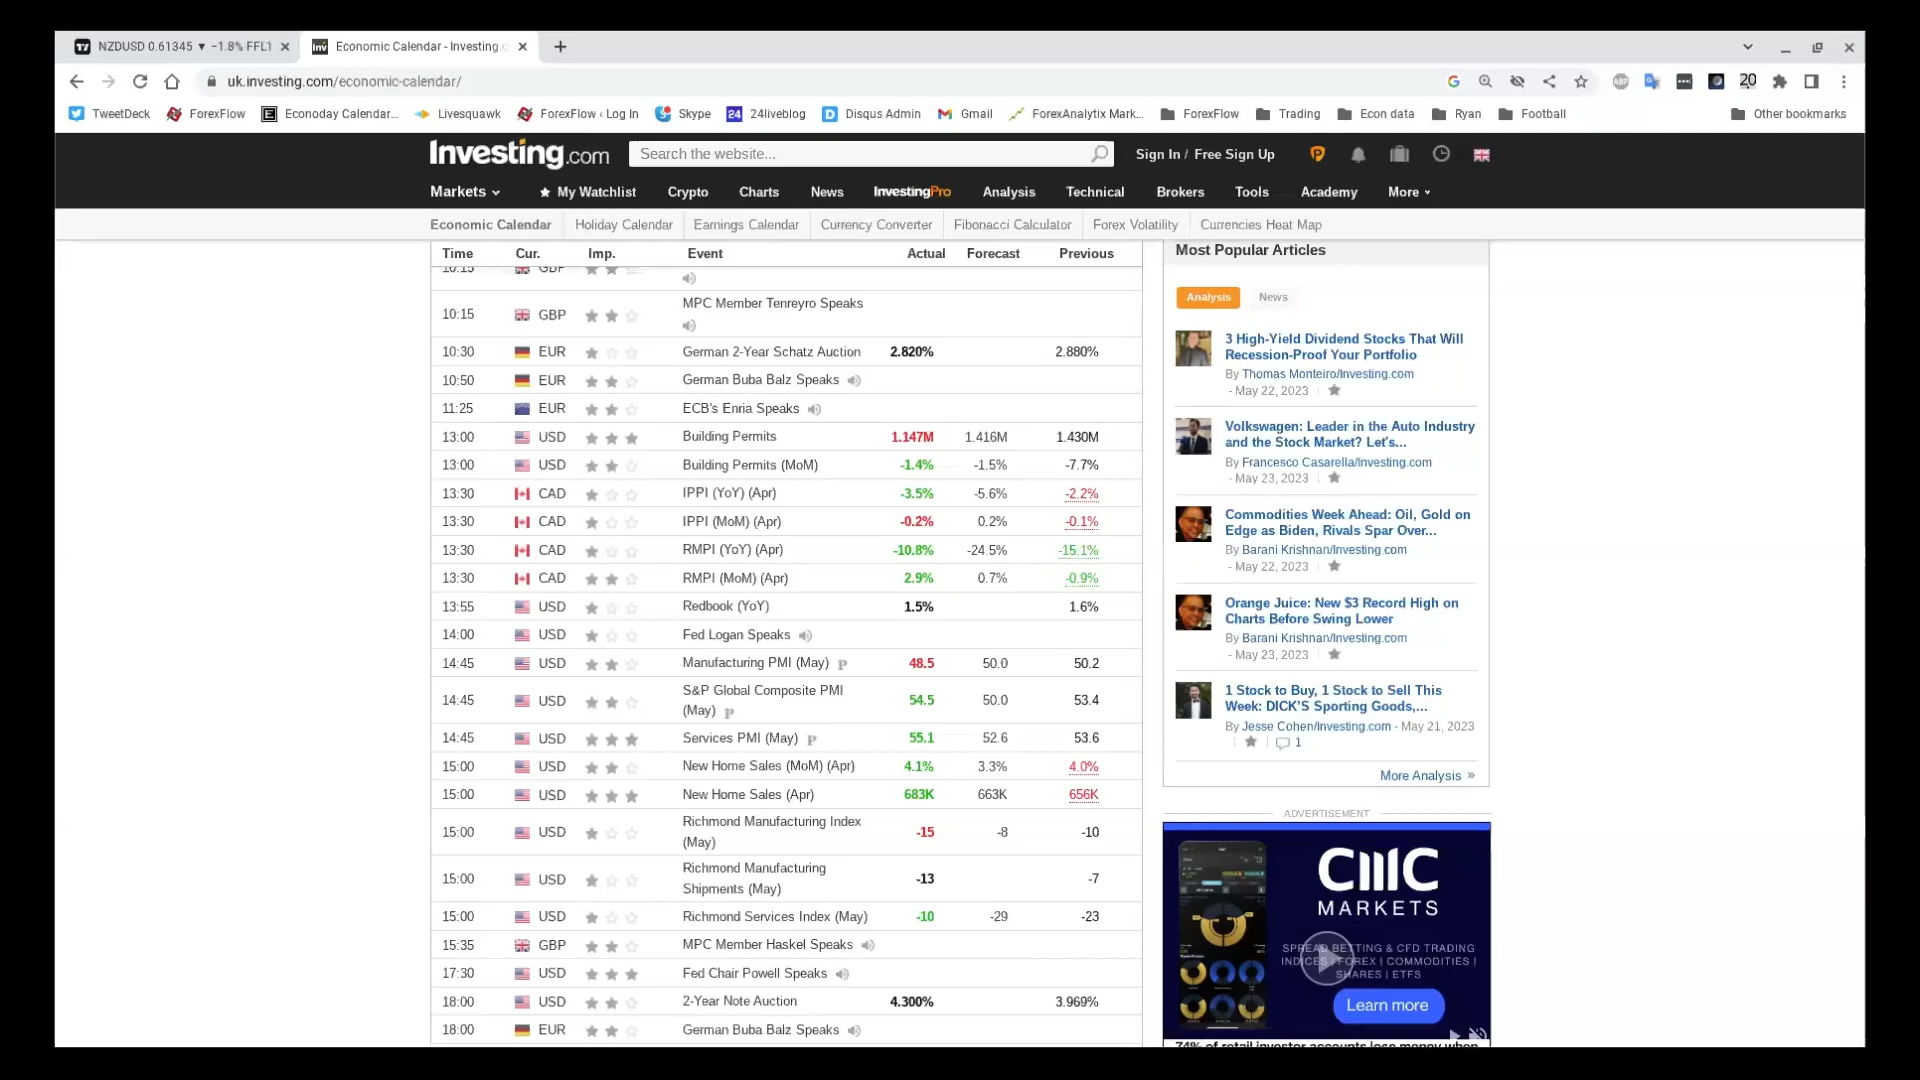 NZDUSD 0.61345 ▼ −1.8% FFLT
Economic Calendar - Investing.c
uk.investing.com/economic-calendar/
20
TweetDeck ForexFlow Econoday Calendar... Livesquawk ForexFlow ‹ Log In Skype 24liveblog Disqus Admin Gmail ForexAnalytix Mark... ForexFlow Trading Econ data Ryan Football Other bookmarks
Investing.com Search the website... Sign In / Free Sign Up
Markets My Watchlist Crypto Charts News InvestingPro Analysis Technical Brokers Tools Academy More
Economic Calendar Holiday Calendar Earnings Calendar Currency Converter Fibonacci Calculator Forex Volatility Currencies Heat Map
Time Cur. Imp. Event Actual Forecast Previous
10:15 GBP
10:15 GBP MPC Member Tenreyro Speaks
10:30 EUR German 2-Year Schatz Auction 2.820% 2.880%
10:50 EUR German Buba Balz Speaks
11:25 EUR ECB's Enria Speaks
13:00 USD Building Permits 1.147M 1.416M 1.430M
13:00 USD Building Permits (MoM) -1.4% -1.5% -7.7%
13:30 CAD IPPI (YoY) (Apr) -3.5% -5.6% -2.2%
13:30 CAD IPPI (MoM) (Apr) -0.2% 0.2% -0.1%
13:30 CAD RMPI (YoY) (Apr) -10.8% -24.5% -15.1%
13:30 CAD RMPI (MoM) (Apr) 2.9% 0.7% -0.9%
13:55 USD Redbook (YoY) 1.5% 1.6%
14:00 USD Fed Logan Speaks
14:45 USD Manufacturing PMI (May) P 48.5 50.0 50.2
14:45 USD S&P Global Composite PMI
(May) P 54.5 50.0 53.4
14:45 USD Services PMI (May) P 55.1 52.6 53.6
15:00 USD New Home Sales (MoM) (Apr) 4.1% 3.3% 4.0%
15:00 USD New Home Sales (Apr) 683K 663K 656K
15:00 USD Richmond Manufacturing Index
(May) -15 -8 -10
15:00 USD Richmond Manufacturing
Shipments (May) -13 -7
15:00 USD Richmond Services Index (May) -10 -29 -23
15:35 GBP MPC Member Haskel Speaks
17:30 USD Fed Chair Powell Speaks
18:00 USD 2-Year Note Auction 4.300% 3.969%
18:00 EUR German Buba Balz Speaks
Most Popular Articles
Analysis News
3 High-Yield Dividend Stocks That Will
Recession-Proof Your Portfolio
By Thomas Monteiro/Investing.com
- May 22, 2023
Volkswagen: Leader in the Auto Industry
and the Stock Market? Let's...
By Francesco Casarella/Investing.com
- May 23, 2023
Commodities Week Ahead: Oil, Gold on
Edge as Biden, Rivals Spar Over...
By Barani Krishnan/Investing.com
- May 22, 2023
Orange Juice: New $3 Record High on
Charts Before Swing Lower
By Barani Krishnan/Investing.com
- May 23, 2023
1 Stock to Buy, 1 Stock to Sell This
Week: DICK'S Sporting Goods,...
By Jesse Cohen/Investing.com - May 21, 2023
1
More Analysis »
ADVERTISEMENT
CMC
MARKETS
SPREAD BETTING & CFD TRADING
INDICES | FOREX | COMMODITIES |
SHARES | ETFS
Learn more
74% of retail investor accounts lose money when